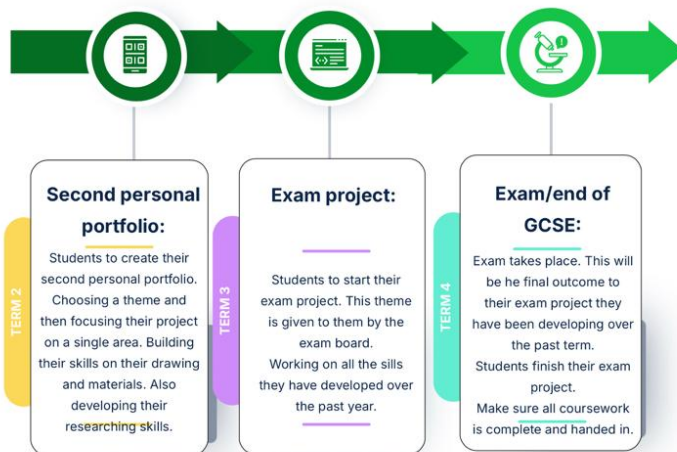 Second personal
portfolio:
TERM 2
Students to create their
second personal portfolio.
Choosing a theme and
then focusing their project
on a single area. Building
their skills on their drawing
and materials. Also
developing their
researching skills.
Exam project:
TERM 3
Students to start their
exam project. This theme
is given to them by the
exam board.
Working on all the sills
they have developed over
the past year.
Exam/end of
GCSE:
TERM 4
Exam takes place. This will
be he final outcome to
their exam project they
have been developing over
the past term.
Students finish their exam
project.
Make sure all coursework
is complete and handed in.